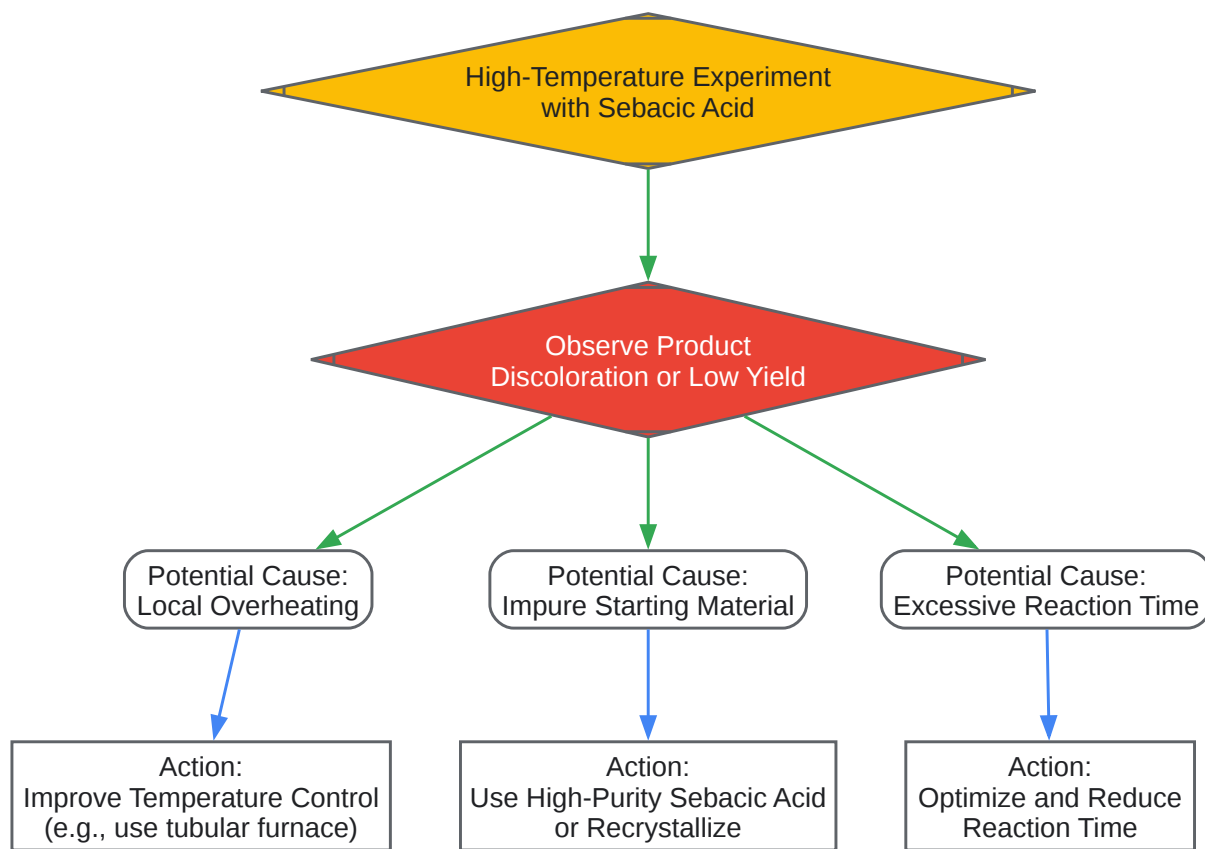 High-Temperature Experiment
with Sebacic Acid
Observe Product
Discoloration or Low Yield
Potential Cause:
Local Overheating
Potential Cause:
Impure Starting Material
Potential Cause:
Excessive Reaction Time
Action:
Improve Temperature Control
(e.g., use tubular furnace)
Action:
Use High-Purity Sebacic Acid
or Recrystallize
Action:
Optimize and Reduce
Reaction Time